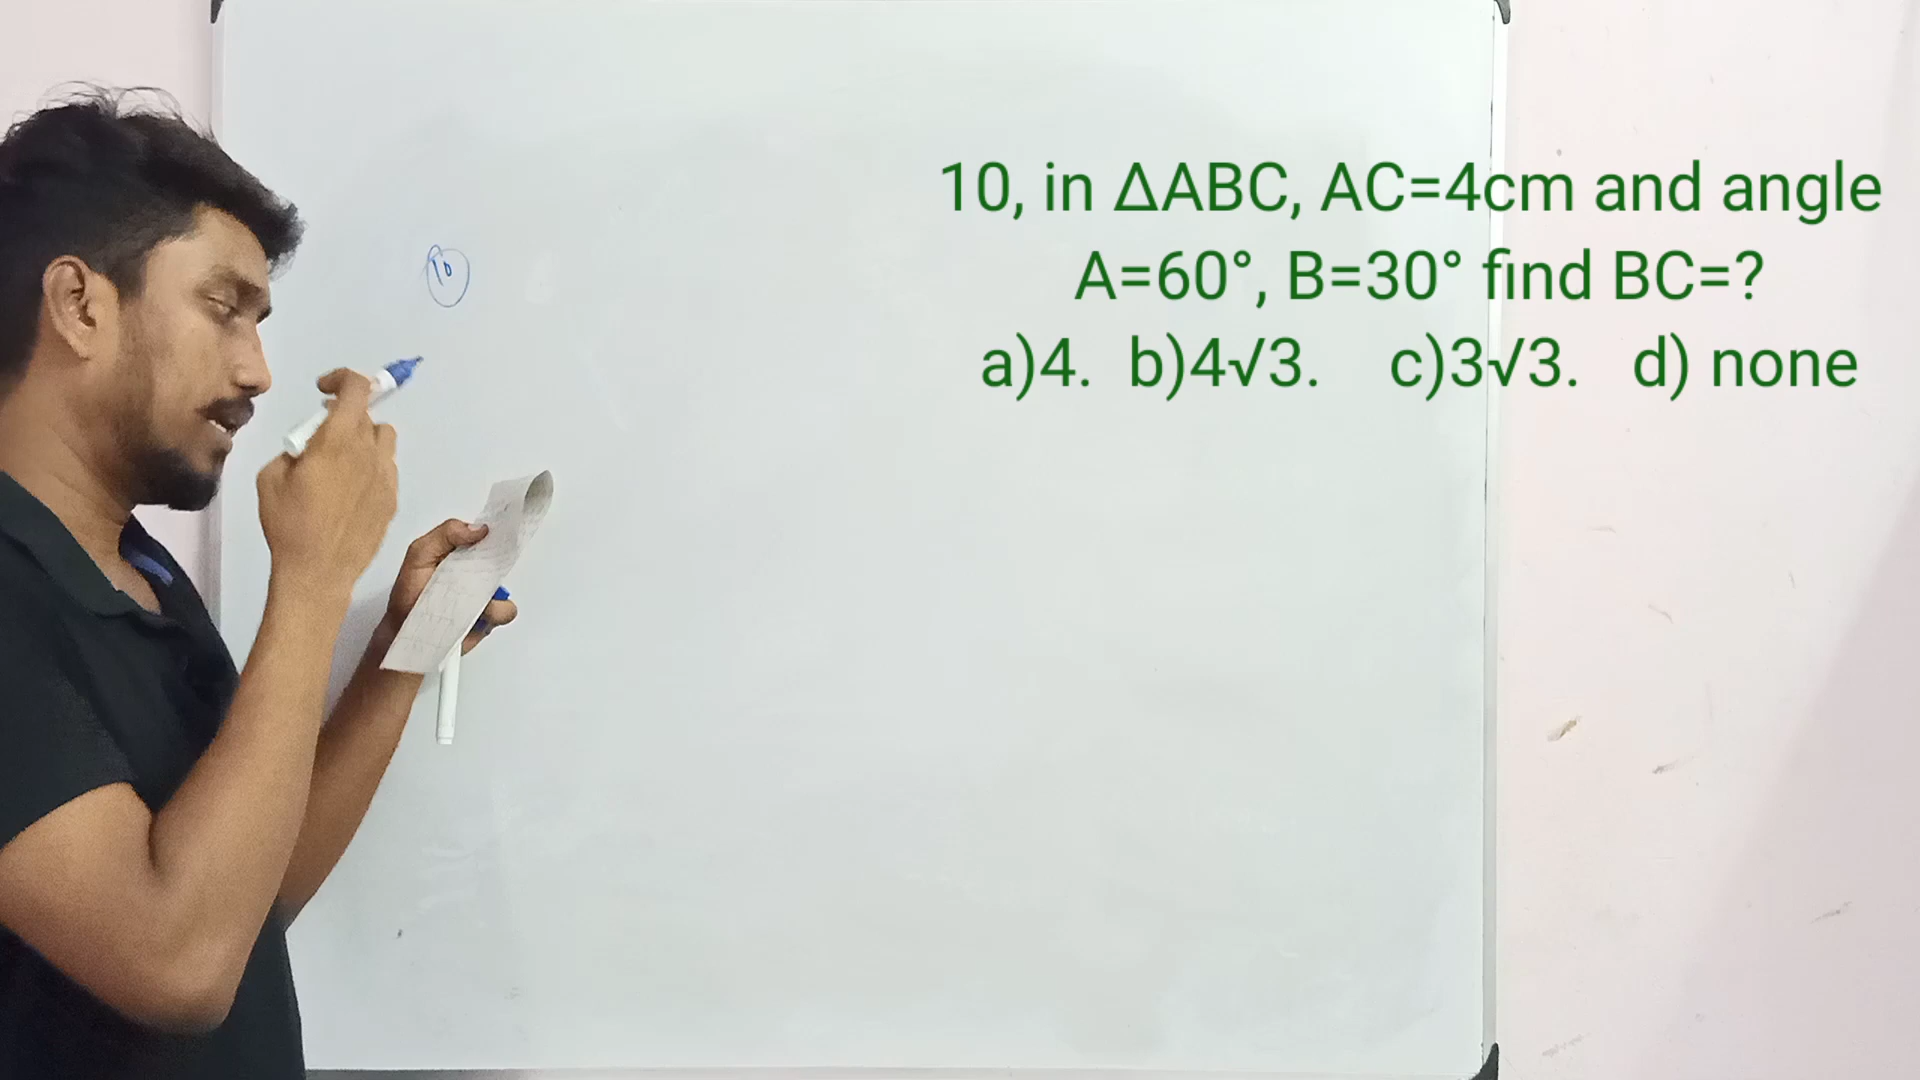 10
10, in ΔABC, AC=4cm and angle
A=60°, B=30° find BC=?
a)4. b)4√3. c)3√3. d) none